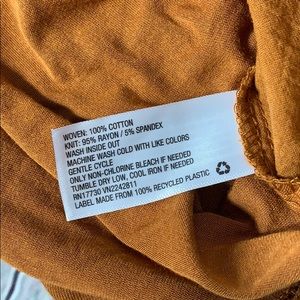 WOVEN: 100% COTTON
KNIT: 95% RAYON / 5% SPANDEX
WASH INSIDE OUT
MACHINE WASH COLD WITH LIKE COLORS
GENTLE CYCLE
ONLY NON-CHLORINE BLEACH IF NEEDED
TUMBLE DRY LOW, COOL IRON IF NEEDED
RN17730 VN2242811
LABEL MADE FROM 100% RECYCLED PLASTIC